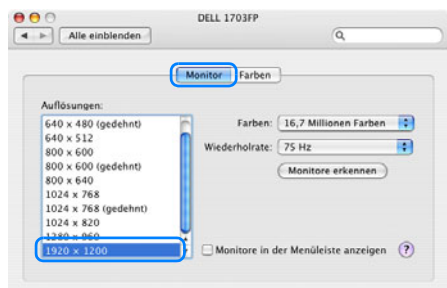 DELL 1703FP
Alle einblenden
Monitor Farben
Auflösungen:
640 x 480 (gedehnt)
640 x 512
800 x 600
800 x 600 (gedehnt)
800 x 640
1024 x 768
1024 x 768 (gedehnt)
1024 x 820
1280 x 960
1920 x 1200
Farben: 16,7 Millionen Farben
Wiederholrate: 75 Hz
Monitore erkennen
Monitore in der Menüleiste anzeigen ?